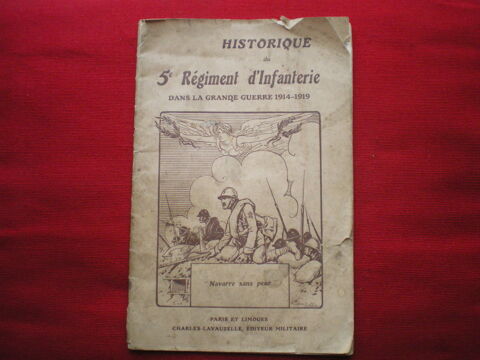 HISTORIQUE
du
5e Régiment d'Infanterie
DANS LA GRANDE GUERRE 1914-1919
"Navarre sans peur
PARIS ET LIMOGES
CHARLES-LAVAUZELLE, ÉDITEUR MILITAIRE